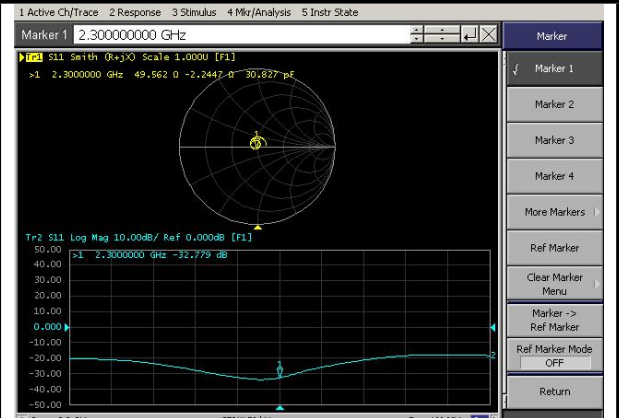 1 Active Ch/Trace 2 Response 3 Stimulus 4 Mkr/Analysis 5 Instr State
Marker 1 2.300000000 GHz
Marker
Tr1 S11 Smith (R+jX) Scale 1.000U [F1]
>1 2.3000000 GHz 49.562 Ω -2.2447 Ω 30.827 pF
√ Marker 1
Marker 2
Marker 3
Marker 4
More Markers
Ref Marker
Clear Marker
Menu
Marker ->
Ref Marker
Ref Marker Mode
OFF
Return
1
Tr2 S11 Log Mag 10.00dB/ Ref 0.000dB [F1]
>1 2.3000000 GHz -32.779 dB
50.00
40.00
30.00
20.00
10.00
0.000
-10.00
-20.00
-30.00
-40.00
-50.00
1
2